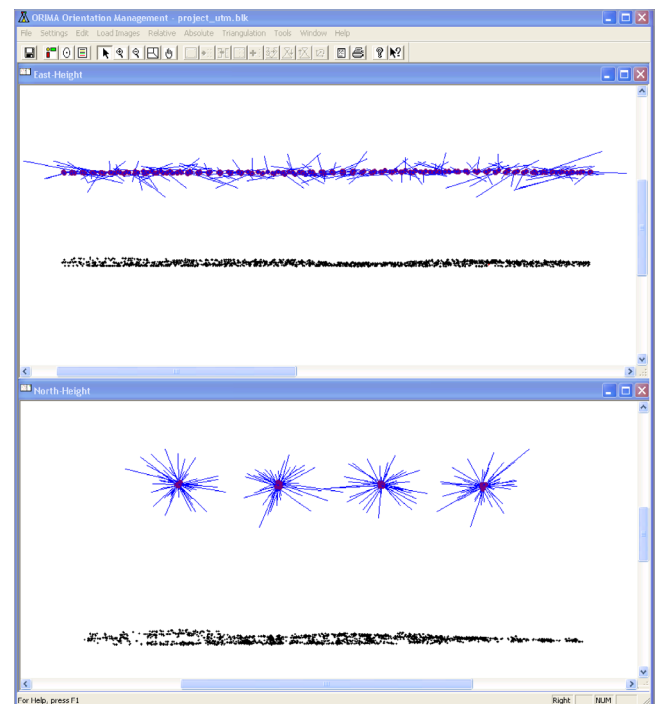 ORIMA Orientation Management - project_utm.blk
File Settings Edit Load Images Relative Absolute Triangulation Tools Window Help
East-Height
North-Height
For Help, press F1 Right NUM